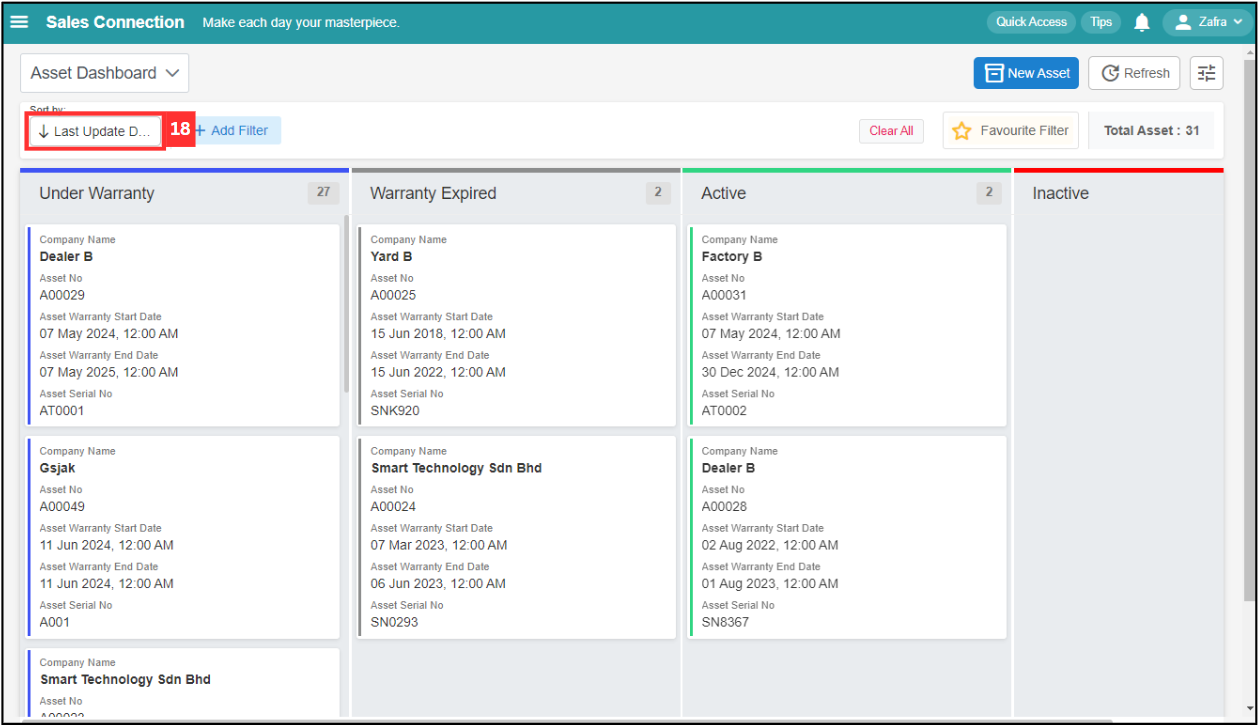 Sales Connection Make each day your masterpiece. Quick Access Tips Zafra
Asset Dashboard New Asset Refresh
Sort by:
Last Update D... 18 + Add Filter Clear All Favourite Filter Total Asset : 31
Under Warranty 27 Warranty Expired 2 Active 2 Inactive
Company Name Company Name Company Name
Dealer B Yard B Factory B
Asset No Asset No Asset No
A00029 A00025 A00031
Asset Warranty Start Date Asset Warranty Start Date Asset Warranty Start Date
07 May 2024, 12:00 AM 15 Jun 2018, 12:00 AM 07 May 2024, 12:00 AM
Asset Warranty End Date Asset Warranty End Date Asset Warranty End Date
07 May 2025, 12:00 AM 15 Jun 2022, 12:00 AM 30 Dec 2024, 12:00 AM
Asset Serial No Asset Serial No Asset Serial No
AT0001 SNK920 AT0002
Company Name Company Name Company Name
Gsjak Smart Technology Sdn Bhd Dealer B
Asset No Asset No Asset No
A00049 A00024 A00028
Asset Warranty Start Date Asset Warranty Start Date Asset Warranty Start Date
11 Jun 2024, 12:00 AM 07 Mar 2023, 12:00 AM 02 Aug 2022, 12:00 AM
Asset Warranty End Date Asset Warranty End Date Asset Warranty End Date
11 Jun 2024, 12:00 AM 06 Jun 2023, 12:00 AM 01 Aug 2023, 12:00 AM
Asset Serial No Asset Serial No Asset Serial No
A001 SN0293 SN8367
Company Name
Smart Technology Sdn Bhd
Asset No